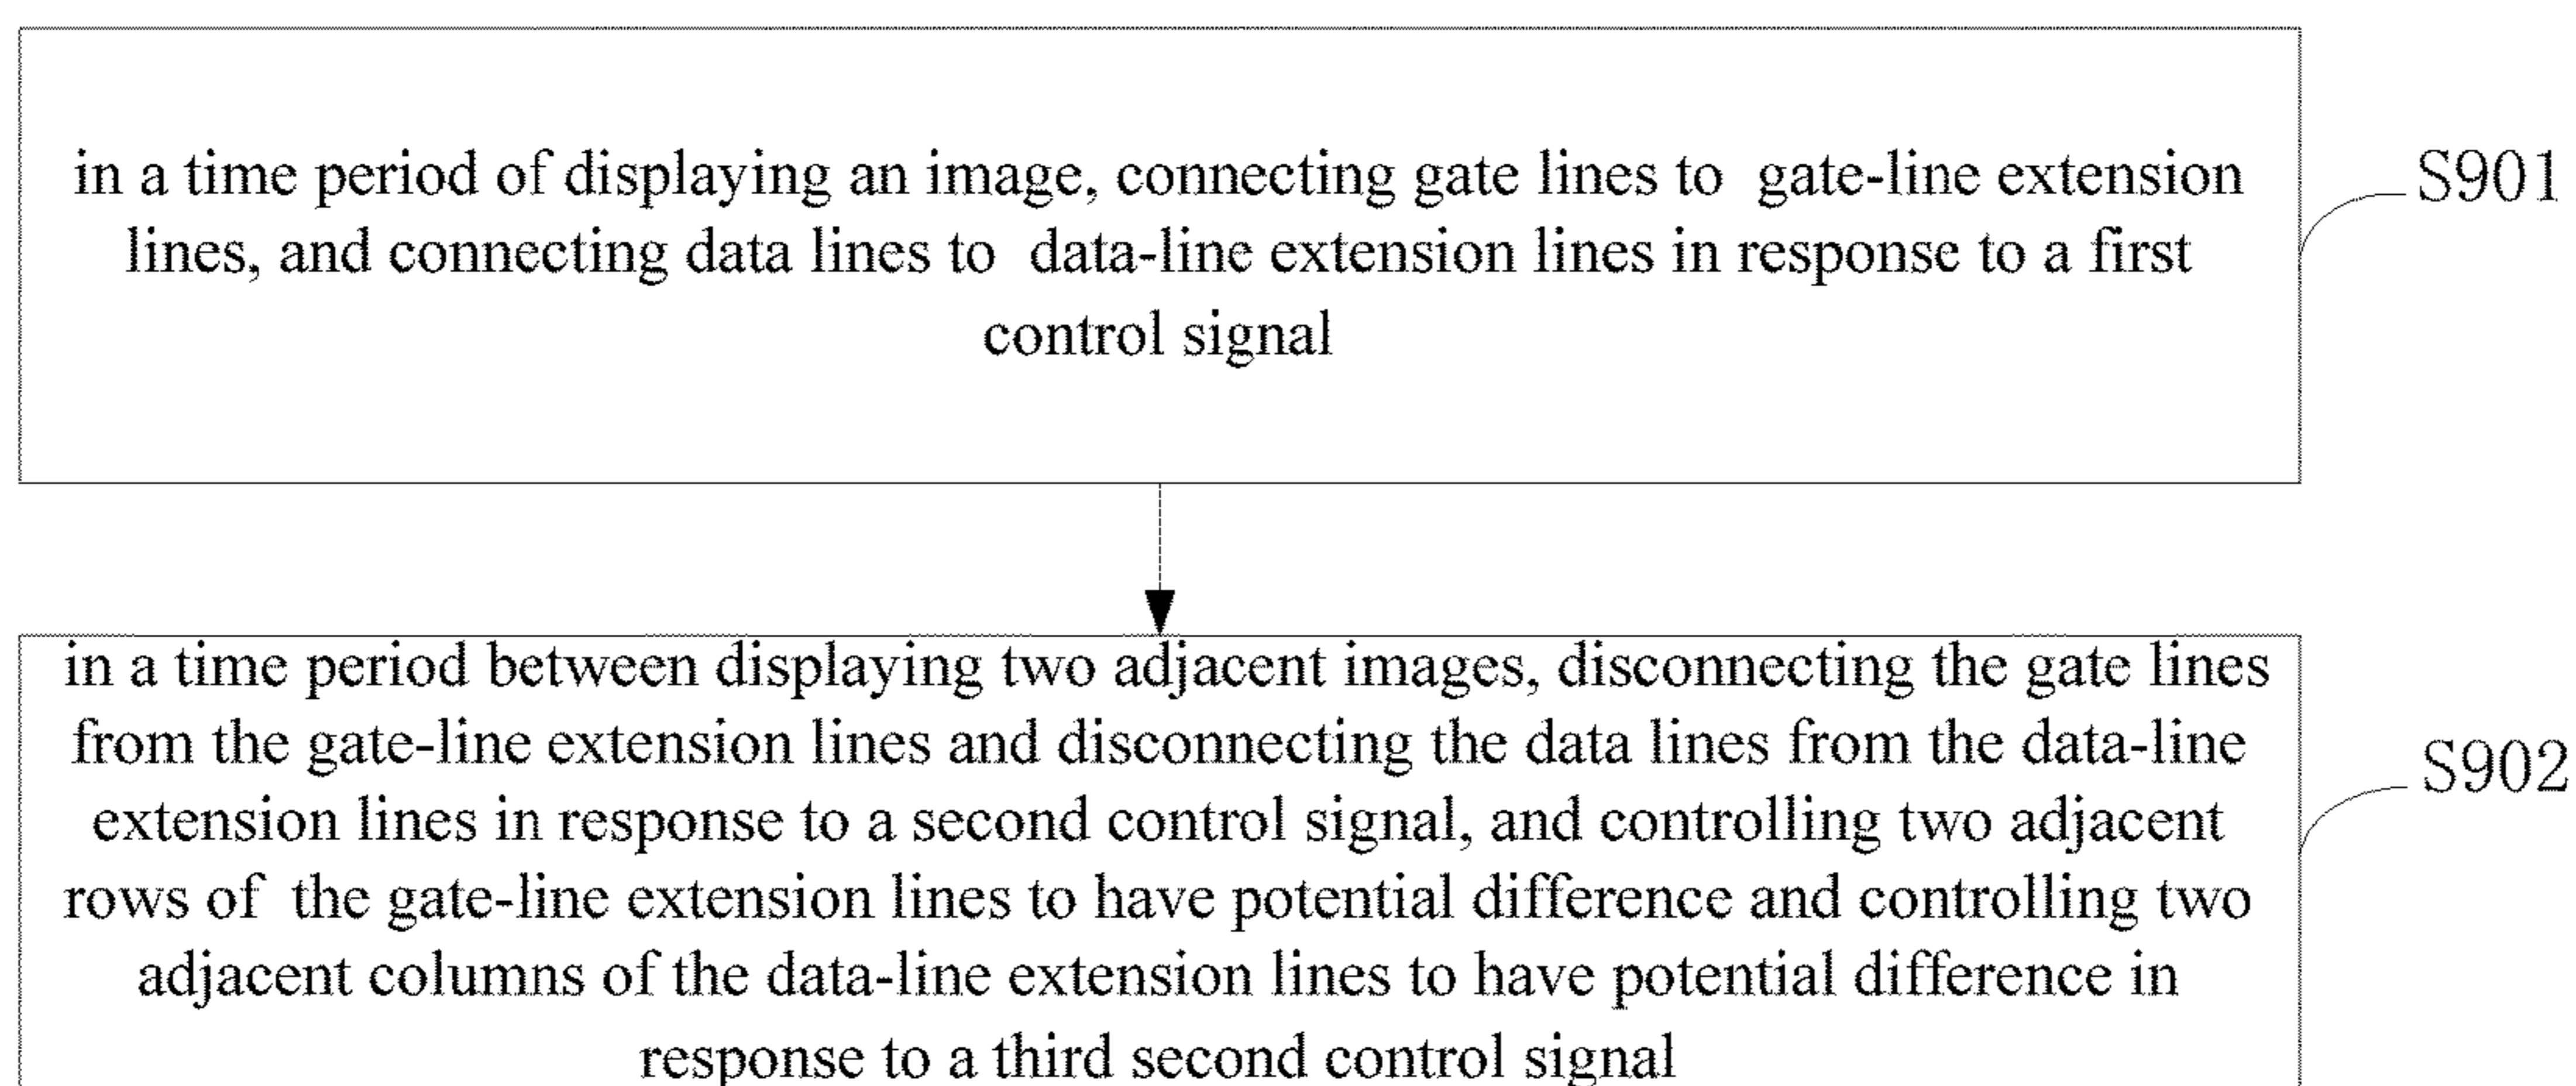 in a time period of displaying an image, connecting gate lines to gate-line extension
lines, and connecting data lines to data-line extension lines in response to a first
control signal
S901
in a time period between displaying two adjacent images, disconnecting the gate lines
from the gate-line extension lines and disconnecting the data lines from the data-line
extension lines in response to a second control signal, and controlling two adjacent
rows of the gate-line extension lines to have potential difference and controlling two
adjacent columns of the data-line extension lines to have potential difference in
response to a third second control signal
S902